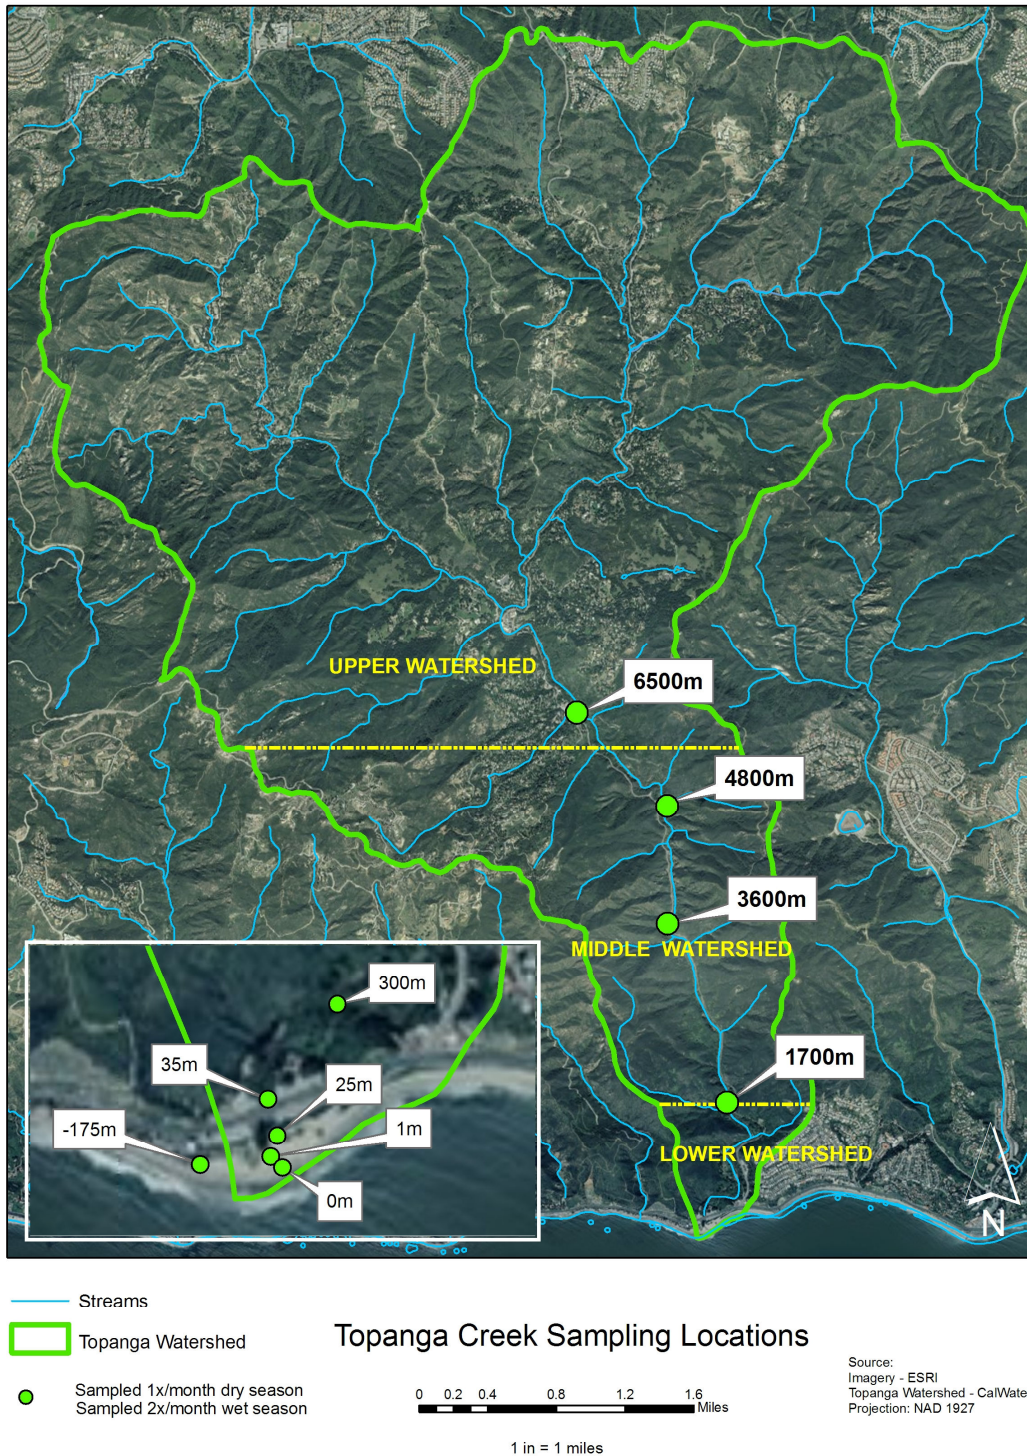 UPPER WATERSHED
6500m
4800m
3600m
MIDDLE WATERSHED
1700m
LOWER WATERSHED
300m
35m
25m
-175m
1m
0m
N
Streams
Topanga Watershed
Sampled 1x/month dry season
Sampled 2x/month wet season
Topanga Creek Sampling Locations
0 0.2 0.4 0.8 1.2 1.6
Miles
1 in = 1 miles
Source:
Imagery - ESRI
Topanga Watershed - CalWate
Projection: NAD 1927